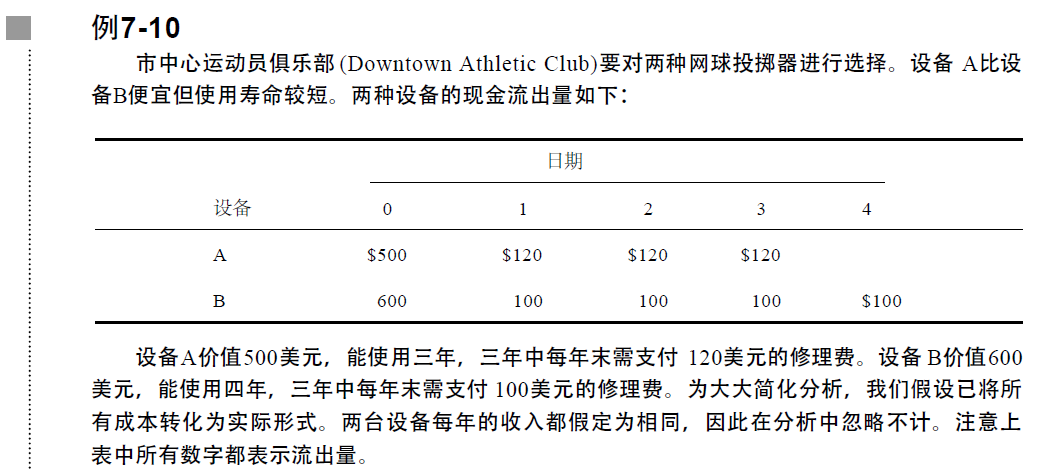 例7-10
市中心运动员俱乐部 (Downtown Athletic Club)要对两种网球投掷器进行选择。设备 A比设
备B便宜但使用寿命较短。两种设备的现金流出量如下：
日期
设备 0 1 2 3 4
A $500 $120 $120 $120
B 600 100 100 100 $100
设备A价值500美元，能使用三年，三年中每年末需支付 120美元的修理费。设备 B价值600
美元，能使用四年，三年中每年末需支付 100美元的修理费。为大大简化分析，我们假设已将所
有成本转化为实际形式。两台设备每年的收入都假定为相同，因此在分析中忽略不计。注意上
表中所有数字都表示流出量。